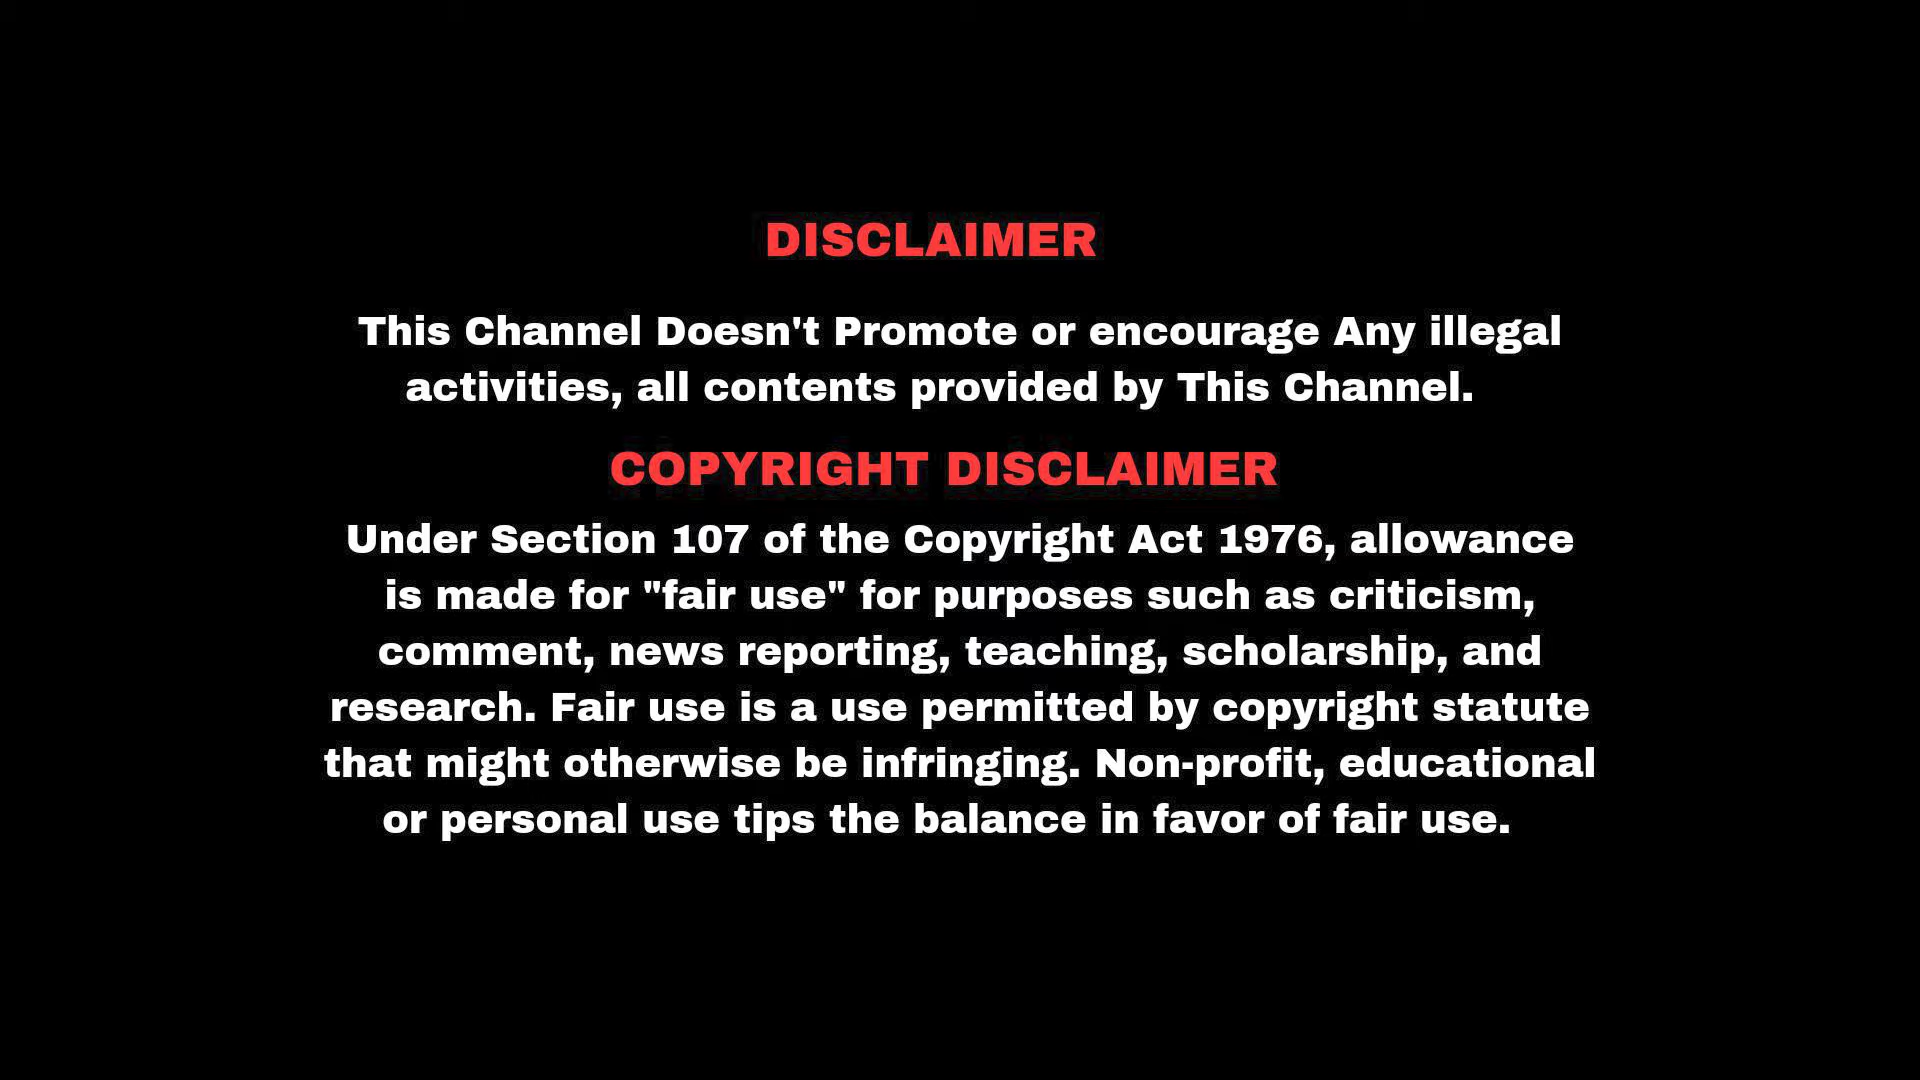 DISCLAIMER
This Channel Doesn't Promote or encourage Any illegal
activities, all contents provided by This Channel.
COPYRIGHT DISCLAIMER
Under Section 107 of the Copyright Act 1976, allowance
is made for "fair use" for purposes such as criticism,
comment, news reporting, teaching, scholarship, and
research. Fair use is a use permitted by copyright statute
that might otherwise be infringing. Non-profit, educational
or personal use tips the balance in favor of fair use.